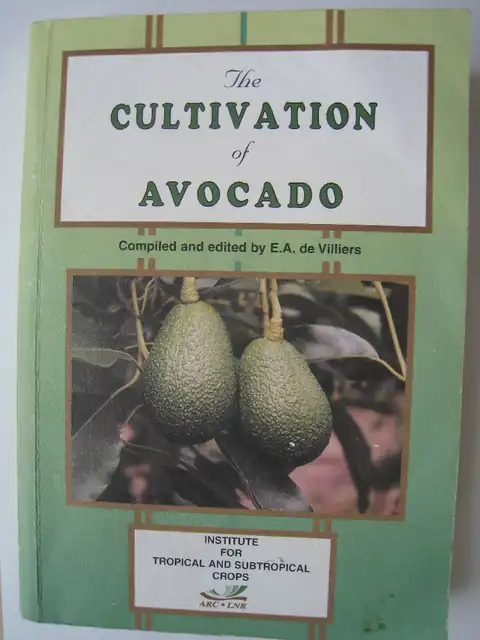 The
CULTIVATION
of
AVOCADO
Compiled and edited by E.A. de Villiers
INSTITUTE
FOR
TROPICAL AND SUBTROPICAL
CROPS
ARC • LNR